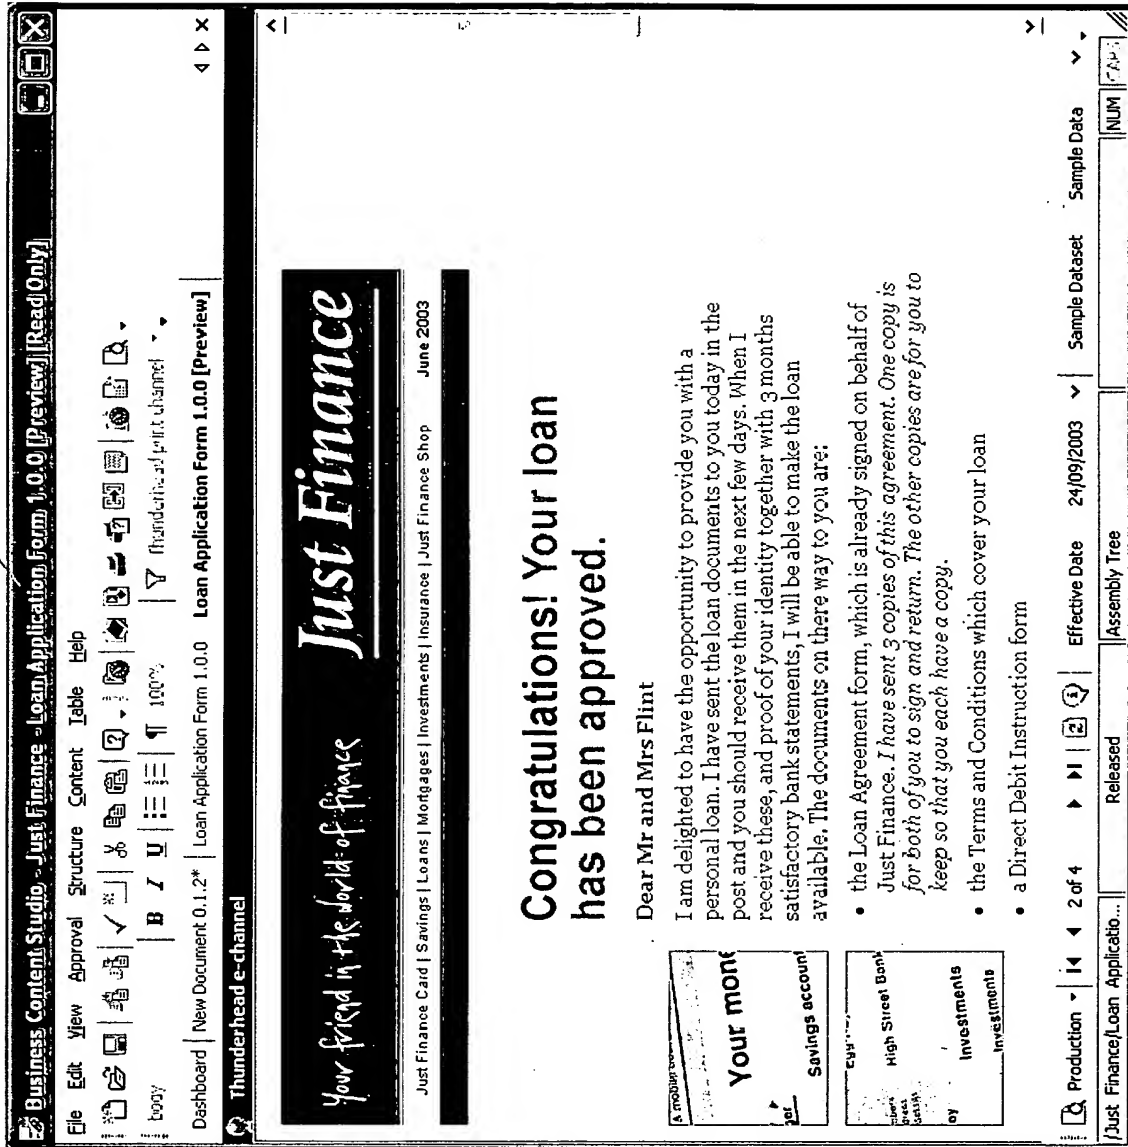 Business Content Studio - Just Finance - Loan Application Form 1.0.0 [Preview] [Read Only]
File Edit View Approval Structure Content Table Help
body B I U ¶ 100% Thunderhead print channel
Dashboard New Document 0.1.2* Loan Application Form 1.0.0 Loan Application Form 1.0.0 [Preview]
Thunderhead e-channel
Your friend in the world of finance Just Finance
Just Finance Card | Savings | Loans | Mortgages | Investments | Insurance | Just Finance Shop June 2003
Congratulations! Your loan
has been approved.
Dear Mr and Mrs Flint
I am delighted to have the opportunity to provide you with a
personal loan. I have sent the loan documents to you today in the
post and you should receive them in the next few days. When I
receive these, and proof of your identity together with 3 months
satisfactory bank statements, I will be able to make the loan
available. The documents on there way to you are:
• the Loan Agreement form, which is already signed on behalf of
Just Finance. I have sent 3 copies of this agreement. One copy is
for both of you to sign and return. The other copies are for you to
keep so that you each have a copy.
• the Terms and Conditions which cover your loan
• a Direct Debit Instruction form
Your mone
Savings account
High Street Bank
Investments
Investments
Production 2 of 4 Effective Date 24/09/2003 Sample Dataset Sample Data
/Just Finance/Loan Applicatio... Released Assembly Tree NUM CAPS